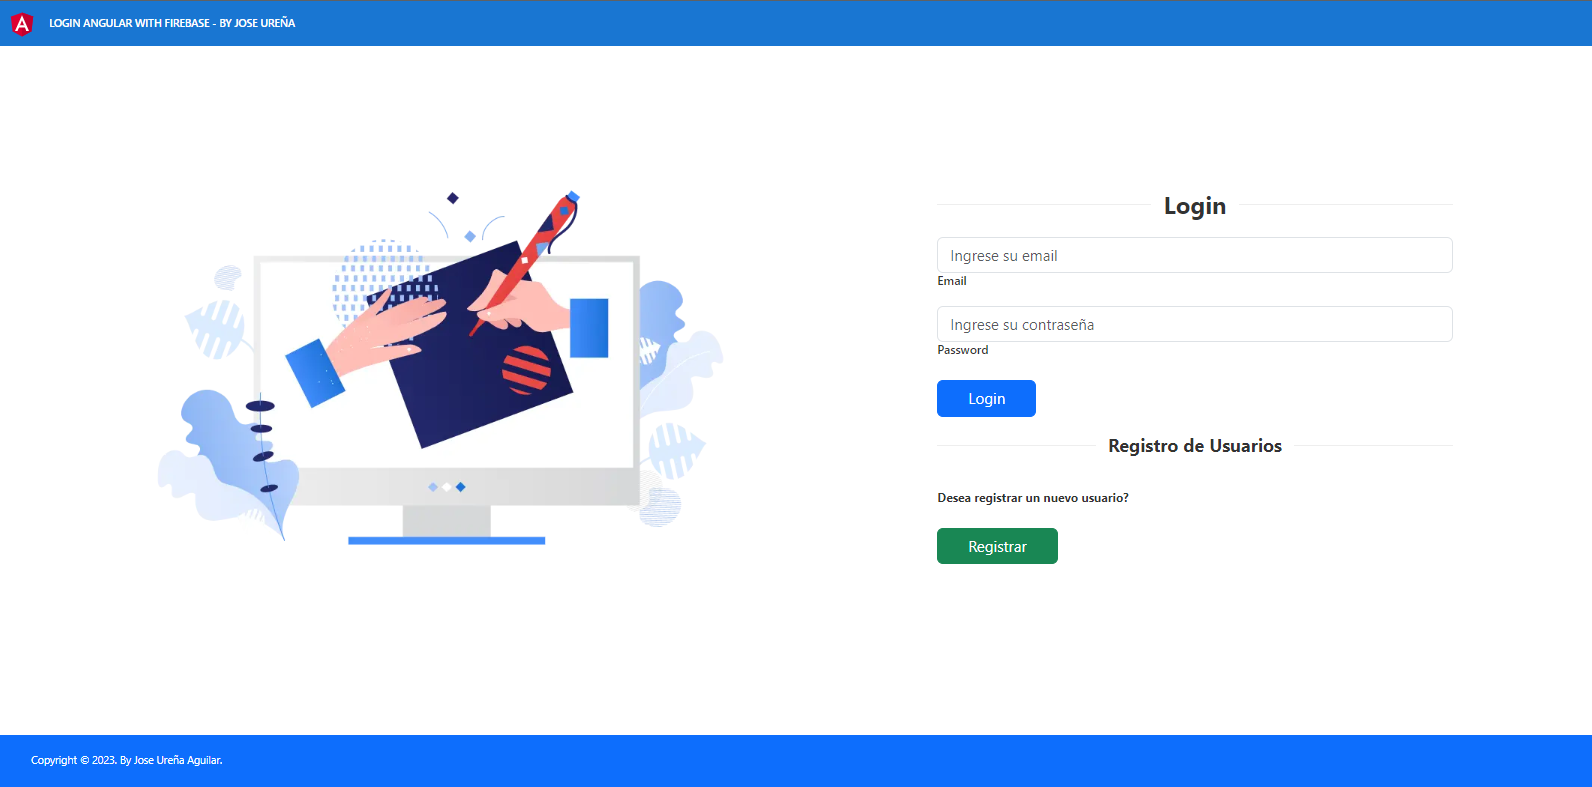 LOGIN ANGULAR WITH FIREBASE - BY JOSE UREÑA
Login
Ingrese su email
Email
Ingrese su contraseña
Password
Login
Registro de Usuarios
Desea registrar un nuevo usuario?
Registrar
Copyright © 2023. By Jose Ureña Aguilar.